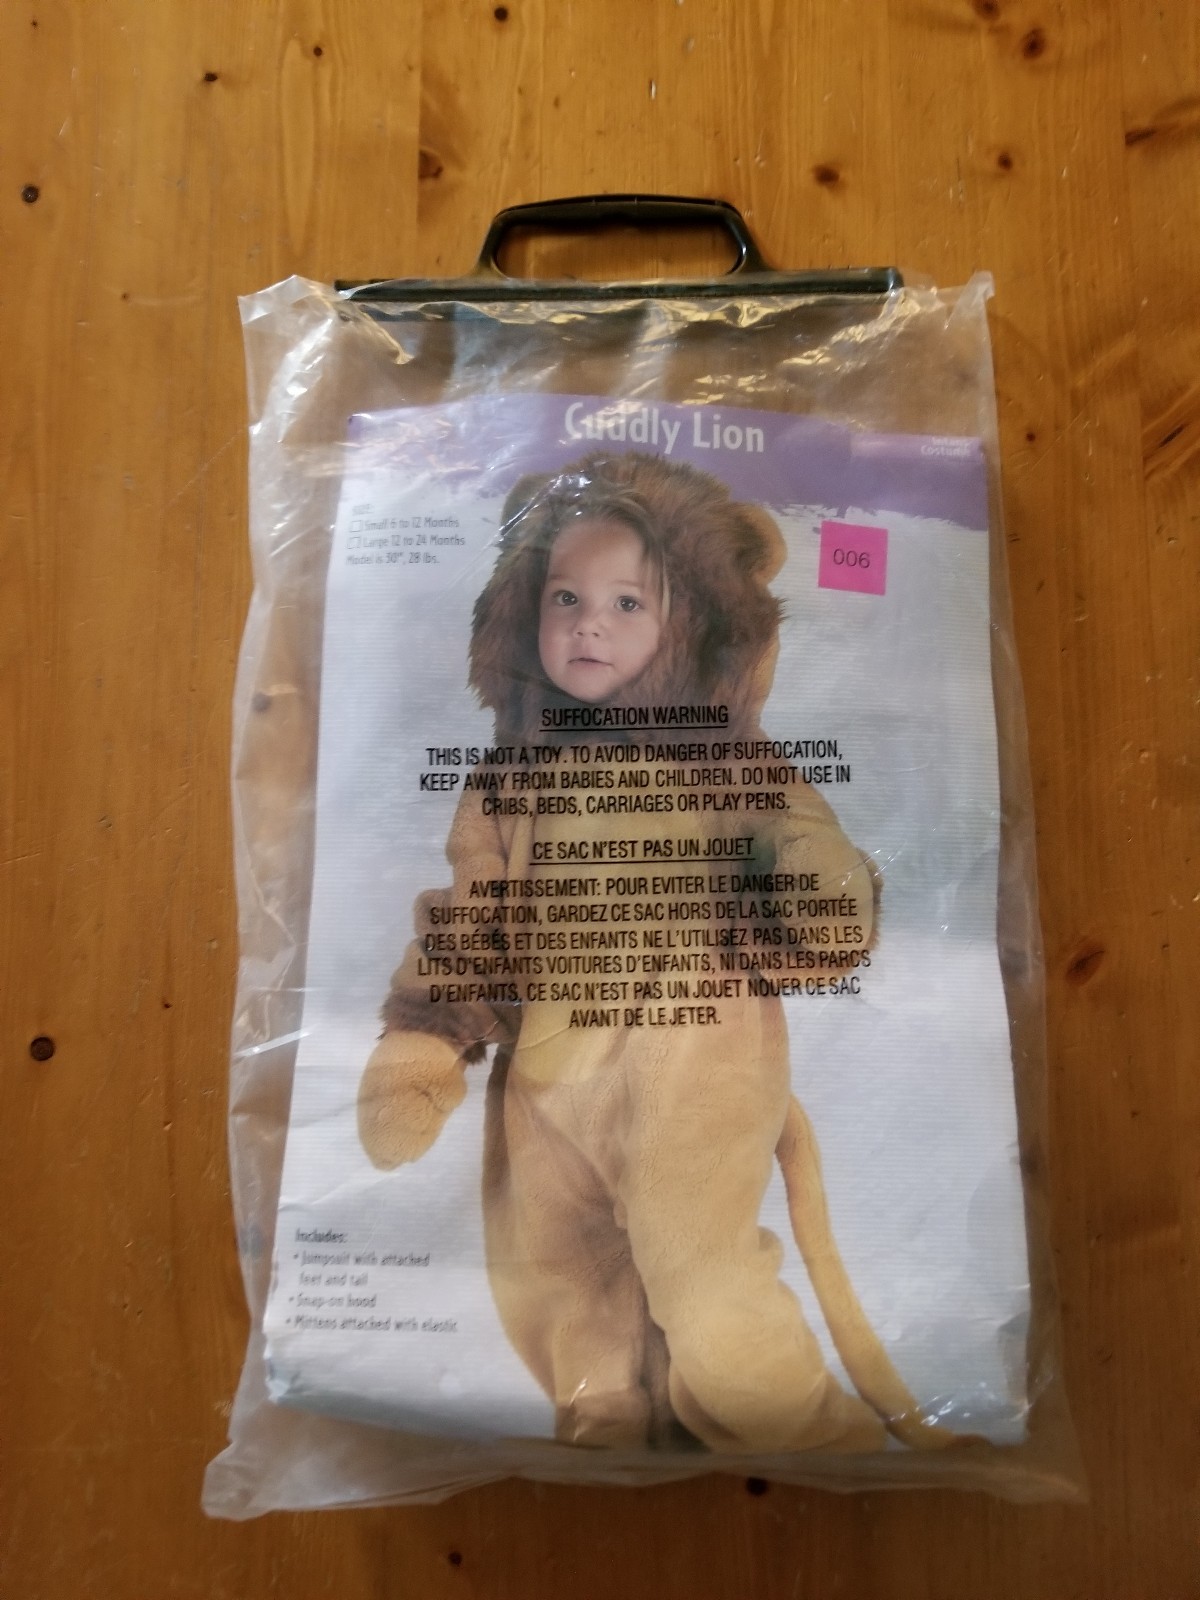 Cuddly Lion
Infant
Costume
SIZE:
Small 6 to 12 Months
Large 12 to 24 Months
Model is 30", 28 lbs.
006
SUFFOCATION WARNING
THIS IS NOT A TOY. TO AVOID DANGER OF SUFFOCATION,
KEEP AWAY FROM BABIES AND CHILDREN. DO NOT USE IN
CRIBS, BEDS, CARRIAGES OR PLAY PENS.
CE SAC N'EST PAS UN JOUET
AVERTISSEMENT: POUR EVITER LE DANGER DE
SUFFOCATION, GARDEZ CE SAC HORS DE LA SAC PORTÉE
DES BÉBÉS ET DES ENFANTS NE L'UTILISEZ PAS DANS LES
LITS D'ENFANTS VOITURES D'ENFANTS, NI DANS LES PARCS
D'ENFANTS, CE SAC N'EST PAS UN JOUET NOUER CE SAC
AVANT DE LE JETER.
Includes:
• Jumpsuit with attached
feet and tail
• Snap-on hood
• Mittens attached with elastic